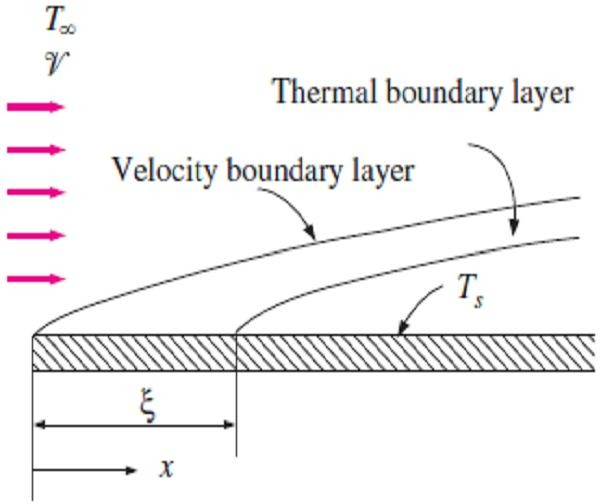 T∞
𝒱
Thermal boundary layer
Velocity boundary layer
Tₛ
ξ
x